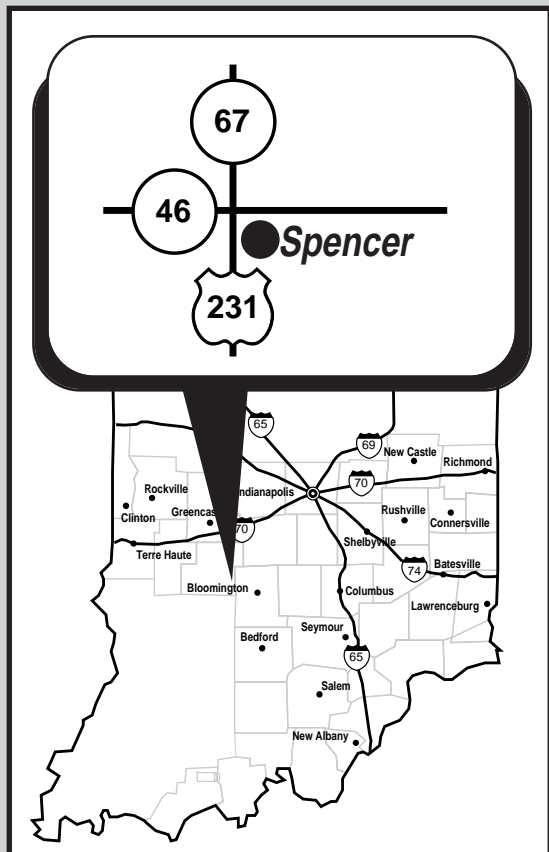 67
46
Spencer
231
65
69
New Castle
Richmond
Rockville
Indianapolis
70
Clinton
Greencas
Rushville
Connersville
70
Terre Haute
Shelbyville
74
Batesville
Bloomington
Columbus
Lawrenceburg
Seymour
Bedford
65
Salem
New Albany